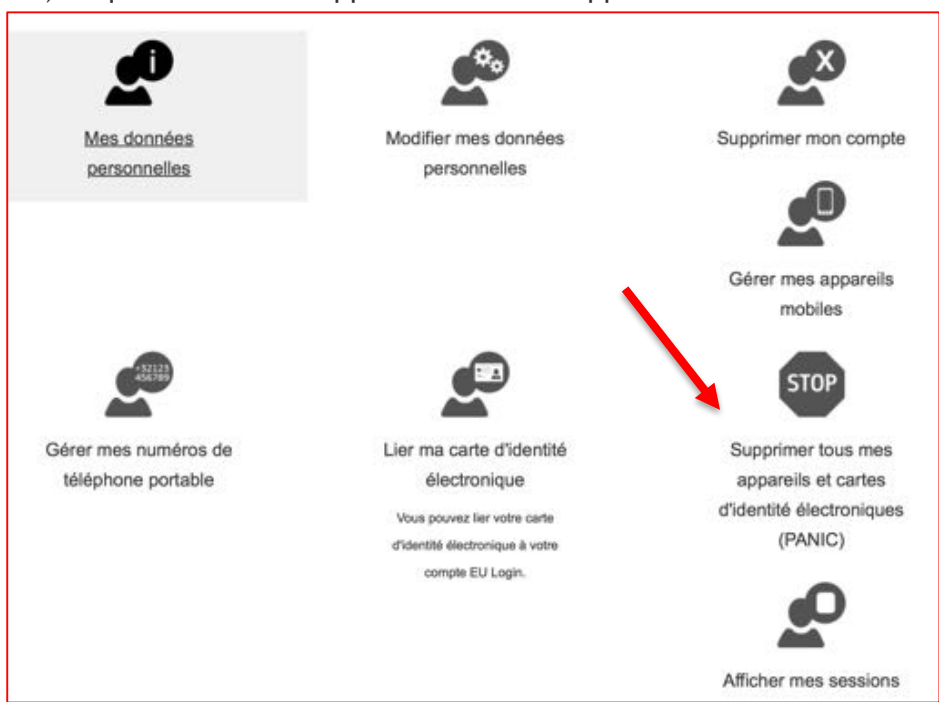 i
Mes données
personnelles
Modifier mes données
personnelles
X
Supprimer mon compte
Gérer mes appareils
mobiles
+32123
456789
Gérer mes numéros de
téléphone portable
Lier ma carte d'identité
électronique
Vous pouvez lier votre carte
d'identité électronique à votre
compte EU Login.
STOP
Supprimer tous mes
appareils et cartes
d'identité électroniques
(PANIC)
Afficher mes sessions